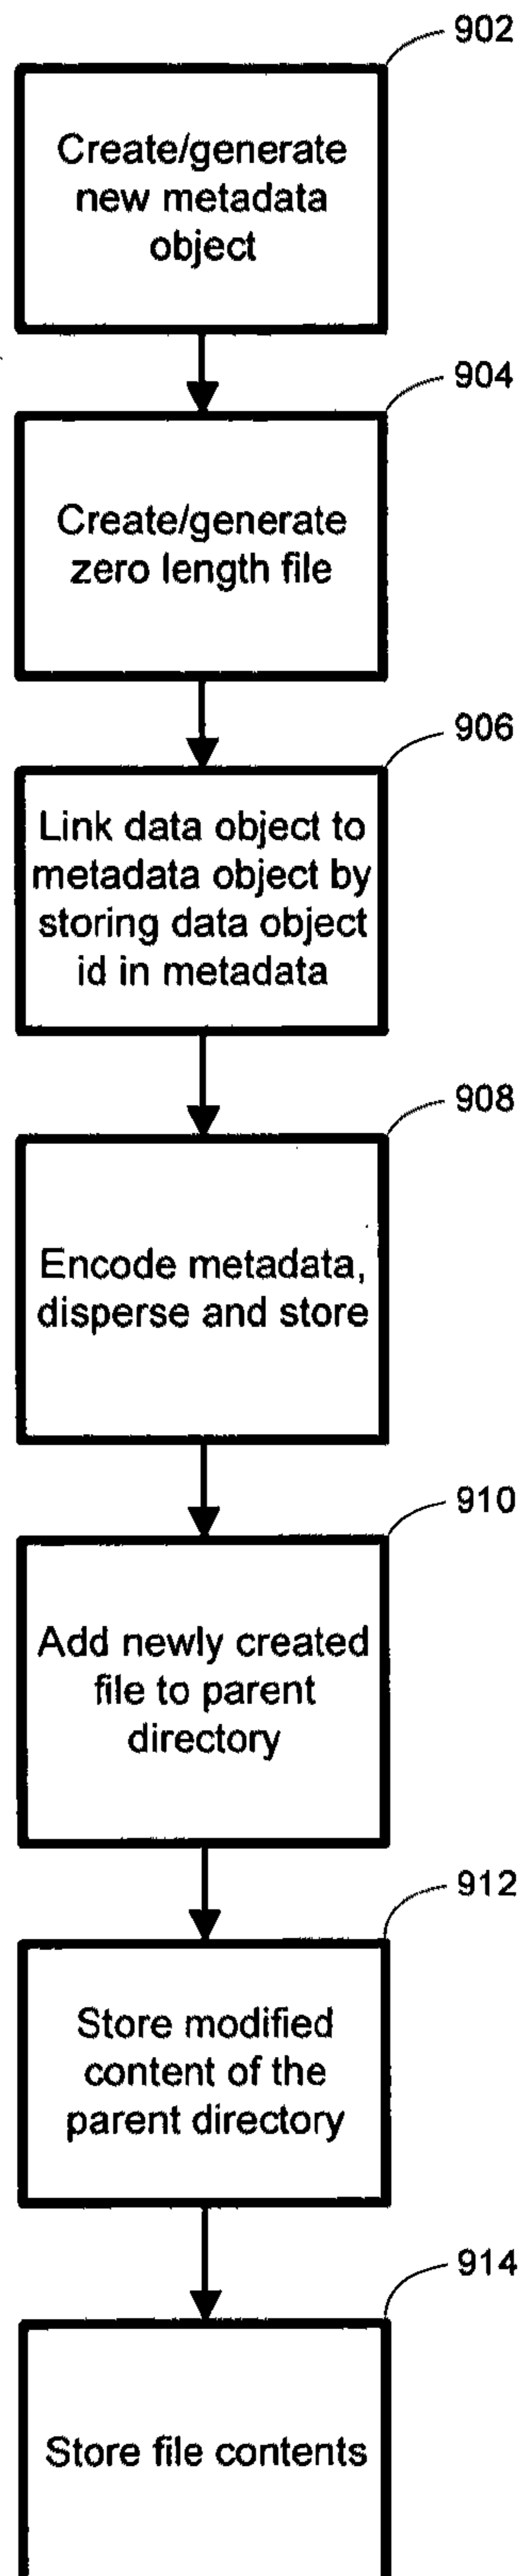 902
Create/generate
new metadata
object
904
Create/generate
zero length file
906
Link data object to
metadata object by
storing data object
id in metadata
908
Encode metadata,
disperse and store
910
Add newly created
file to parent
directory
912
Store modified
content of the
parent directory
914
Store file contents